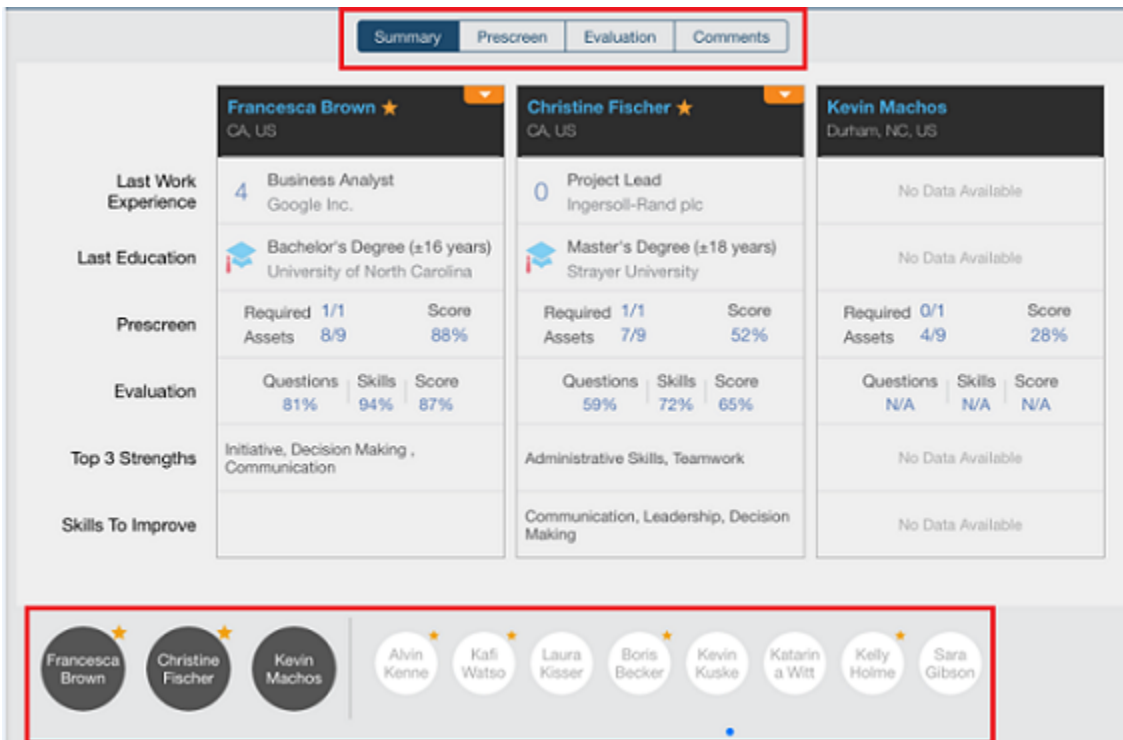 Summary Prescreen Evaluation Comments
Francesca Brown Christine Fischer Kevin Machos
CA, US CA, US Durham, NC, US
Last Work
Experience
4 Business Analyst
Google Inc.
0 Project Lead
Ingersoll-Rand plc
No Data Available
Last Education
Bachelor's Degree (±16 years)
University of North Carolina
Master's Degree (±18 years)
Strayer University
No Data Available
Prescreen
Required 1/1 Score
Assets 8/9 88%
Required 1/1 Score
Assets 7/9 52%
Required 0/1 Score
Assets 4/9 28%
Evaluation
Questions Skills Score
81% 94% 87%
Questions Skills Score
59% 72% 65%
Questions Skills Score
N/A N/A N/A
Top 3 Strengths
Initiative, Decision Making ,
Communication
Administrative Skills, Teamwork
No Data Available
Skills To Improve
Communication, Leadership, Decision
Making
No Data Available
Francesca
Brown
Christine
Fischer
Kevin
Machos
Alvin
Kenne
Kafi
Watso
Laura
Kisser
Boris
Becker
Kevin
Kuske
Katarin
a Witt
Kelly
Holme
Sara
Gibson